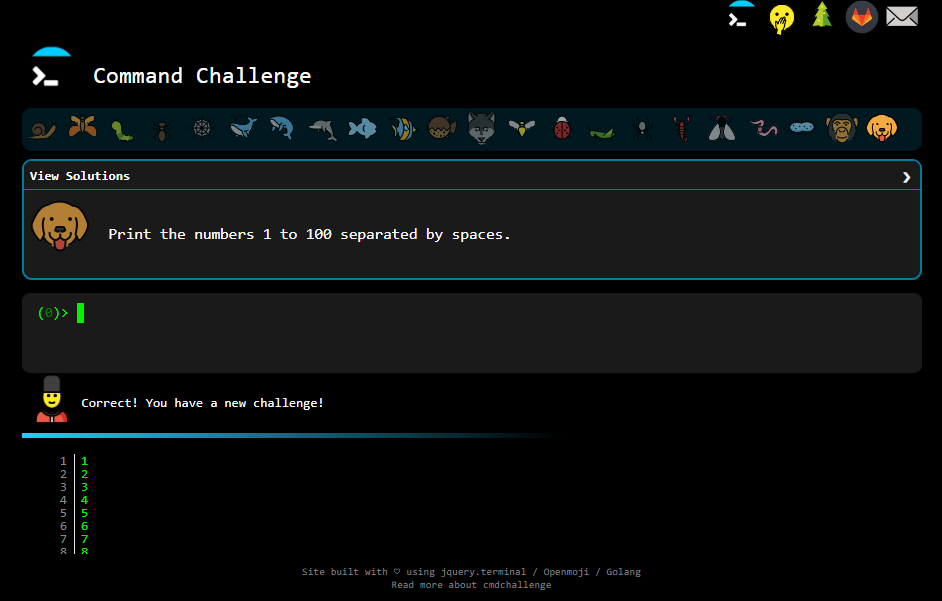 Command Challenge
View Solutions
Print the numbers 1 to 100 separated by spaces.
(0)>
Correct! You have a new challenge!
1 1
2 2
3 3
4 4
5 5
6 6
7 7
8 8
Site built with ♡ using jquery.terminal / Openmoji / Golang
Read more about cmdchallenge